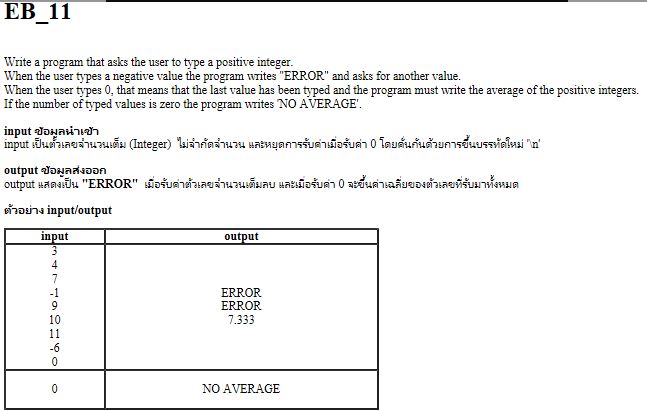 EB_11
Write a program that asks the user to type a positive integer.
When the user types a negative value the program writes "ERROR" and asks for another value.
When the user types 0, that means that the last value has been typed and the program must write the average of the positive integers.
If the number of typed values is zero the program writes 'NO AVERAGE'.
input ข้อมูลนำเข้า
input เป็นตัวเลขจำนวนเต็ม (Integer) ไม่จำกัดจำนวน และหยุดการรับค่าเมื่อรับค่า 0 โดยคั่นกันด้วยการขึ้นบรรทัดใหม่ '\n'
output ข้อมูลส่งออก
output แสดงเป็น "ERROR" เมื่อรับค่าตัวเลขจำนวนเต็มลบ และเมื่อรับค่า 0 จะขึ้นค่าเฉลี่ยของตัวเลขที่รับมาทั้งหมด
ตัวอย่าง input/output
input output
3
4
7
-1 ERROR
9 ERROR
10 7.333
11
-6
0
0 NO AVERAGE